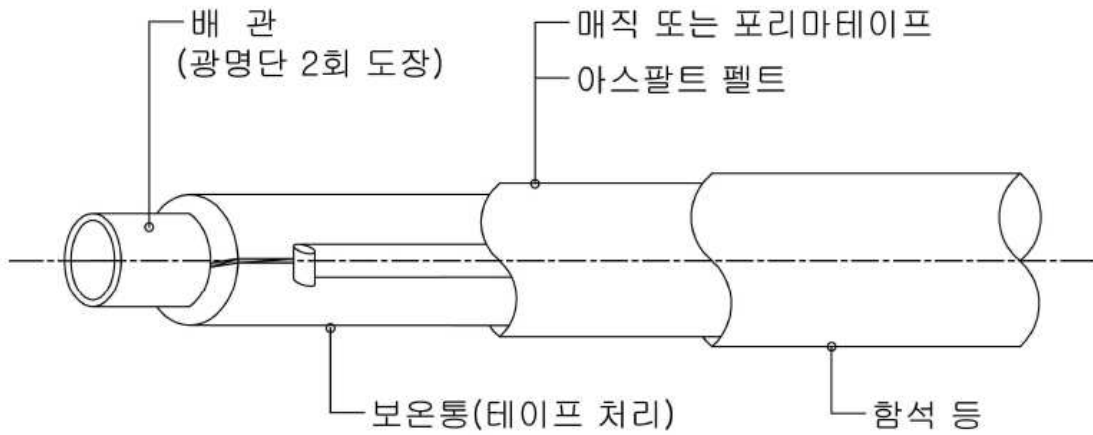 배 관
(광명단 2회 도장)
매직 또는 포리마테이프
아스팔트 펠트
보온통(테이프 처리)
함석 등